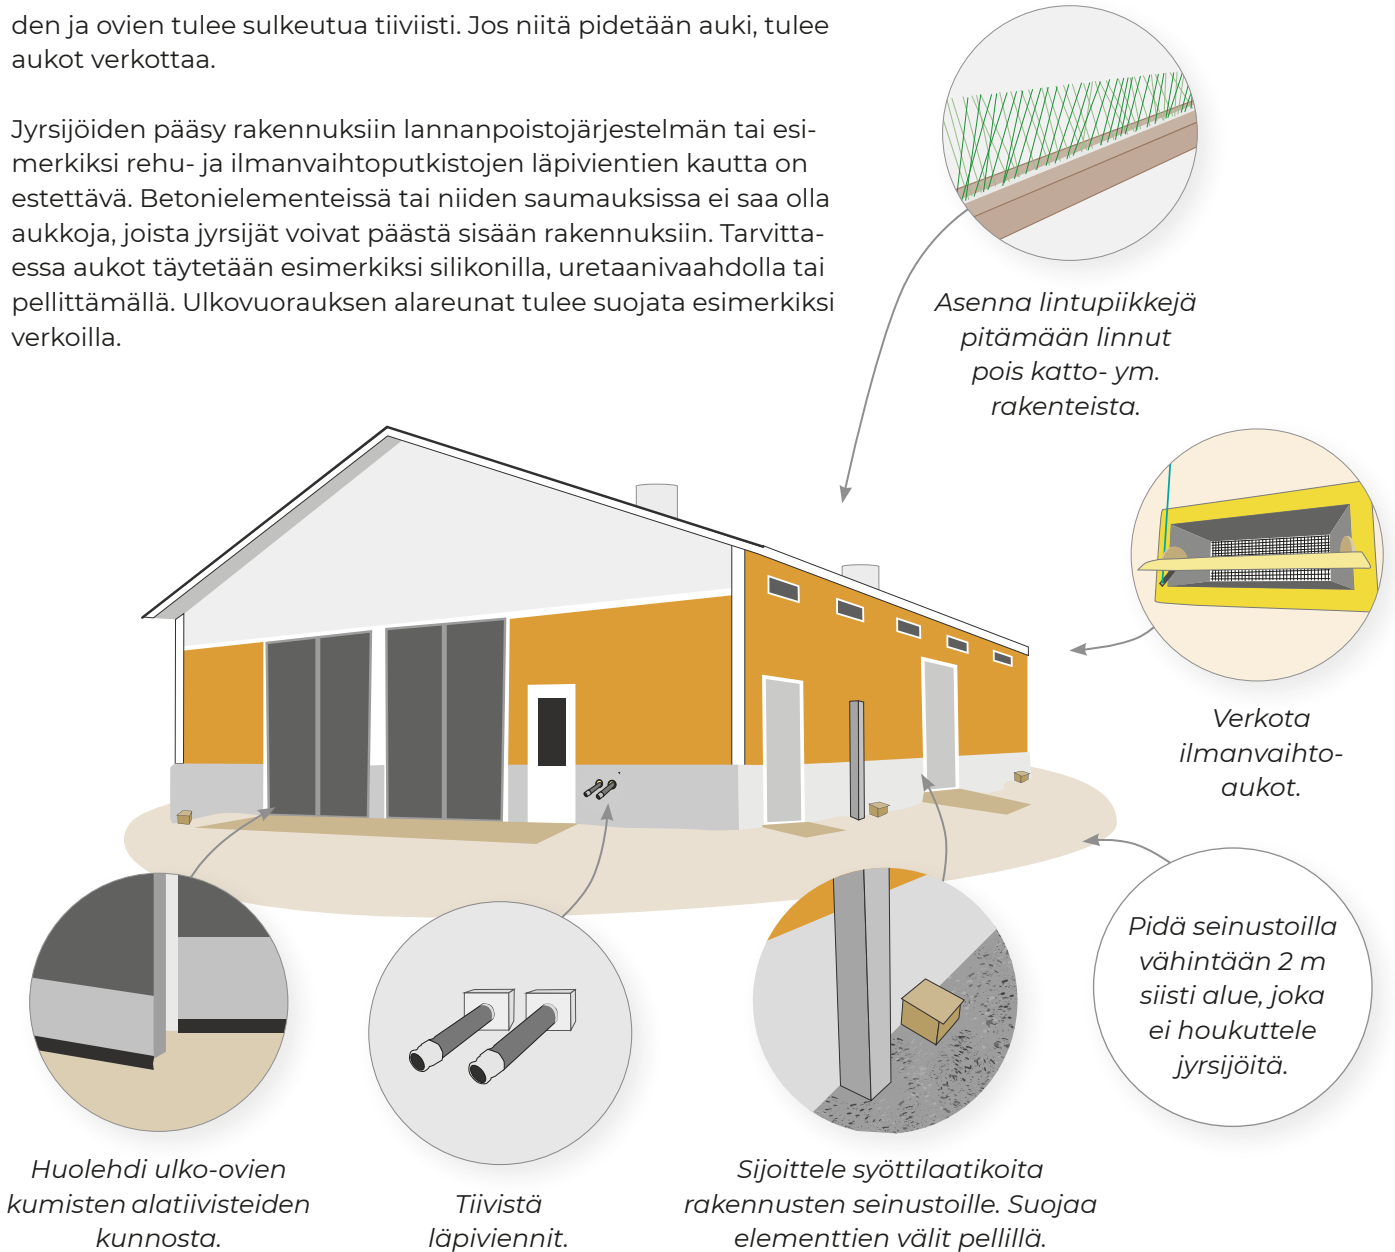 den ja ovien tulee sulkeutua tiiviisti. Jos niitä pidetään auki, tulee
aukot verkottaa.
Jyrsijöiden pääsy rakennuksiin lannanpoistojärjestelmän tai esi-
merkiksi rehu- ja ilmanvaihtoputkistojen läpivientien kautta on
estettävä. Betonielementeissä tai niiden saumauksissa ei saa olla
aukkoja, joista jyrsijät voivat päästä sisään rakennuksiin. Tarvitta-
essa aukot täytetään esimerkiksi silikonilla, uretaanivaahdolla tai
pellittämällä. Ulkovuorauksen alareunat tulee suojata esimerkiksi
verkoilla.
Asenna lintupiikkejä
pitämään linnut
pois katto- ym.
rakenteista.
Verkota
ilmanvaihto-
aukot.
Pidä seinustoilla
vähintään 2 m
siisti alue, joka
ei houkuttele
jyrsijöitä.
Huolehdi ulko-ovien
kumisten alatiivisteiden
kunnosta.
Tiivistä
läpiviennit.
Sijoittele syöttilaatikoita
rakennusten seinustoille. Suojaa
elementtien välit pellillä.